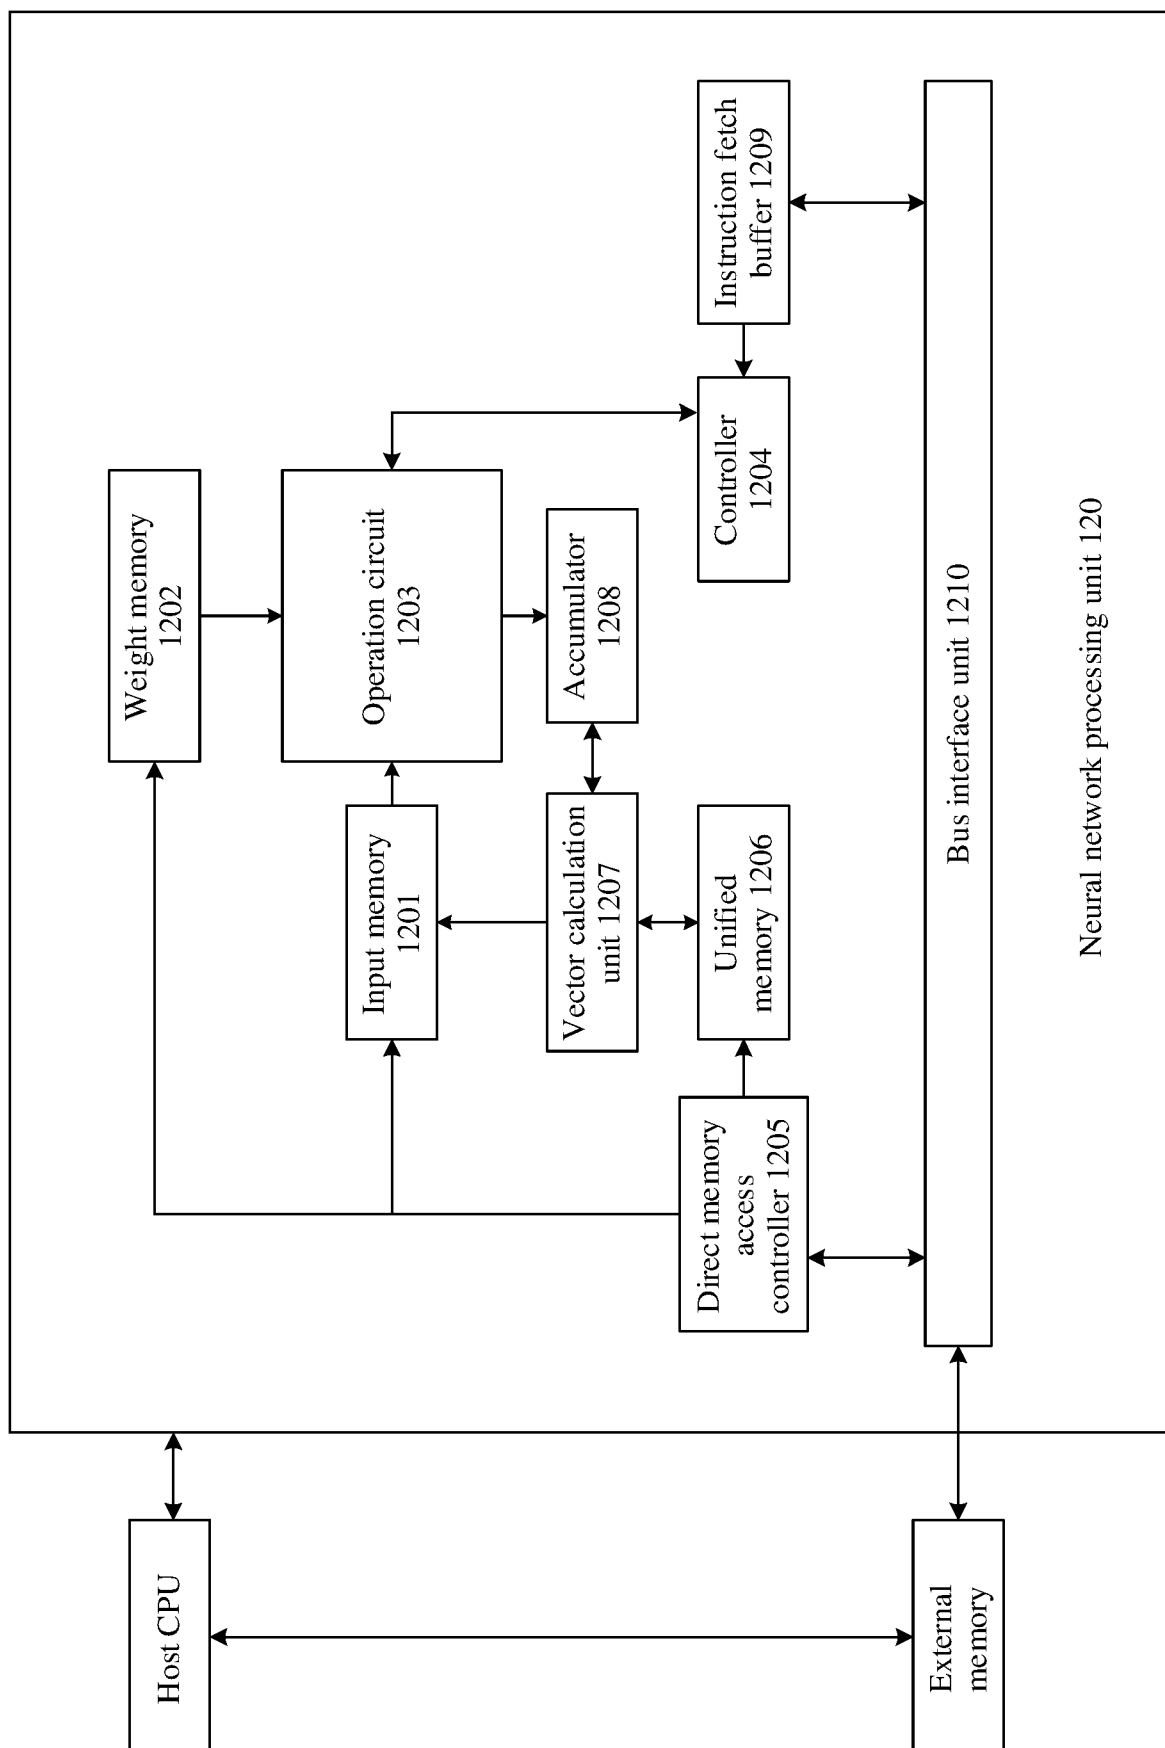 Host CPU
External
memory
Weight memory
1202
Input memory
1201
Operation circuit
1203
Vector calculation
unit 1207
Accumulator
1208
Direct memory
access
controller 1205
Unified
memory 1206
Controller
1204
Instruction fetch
buffer 1209
Bus interface unit 1210
Neural network processing unit 120